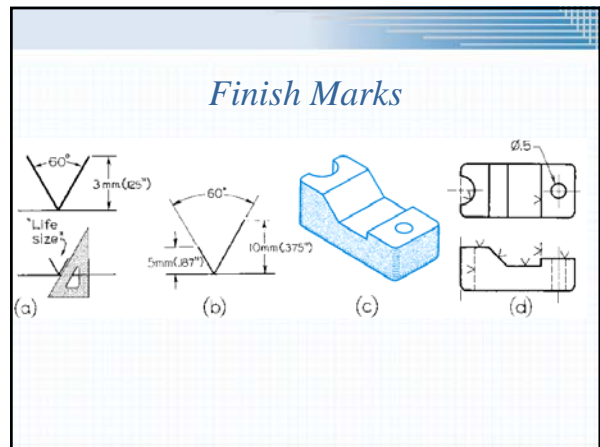 Finish Marks
60°
3mm(.125")
"Life
size"
(a)
60°
5mm(.187")
10mm(.375")
(b)
(c)
Ø.5
(d)